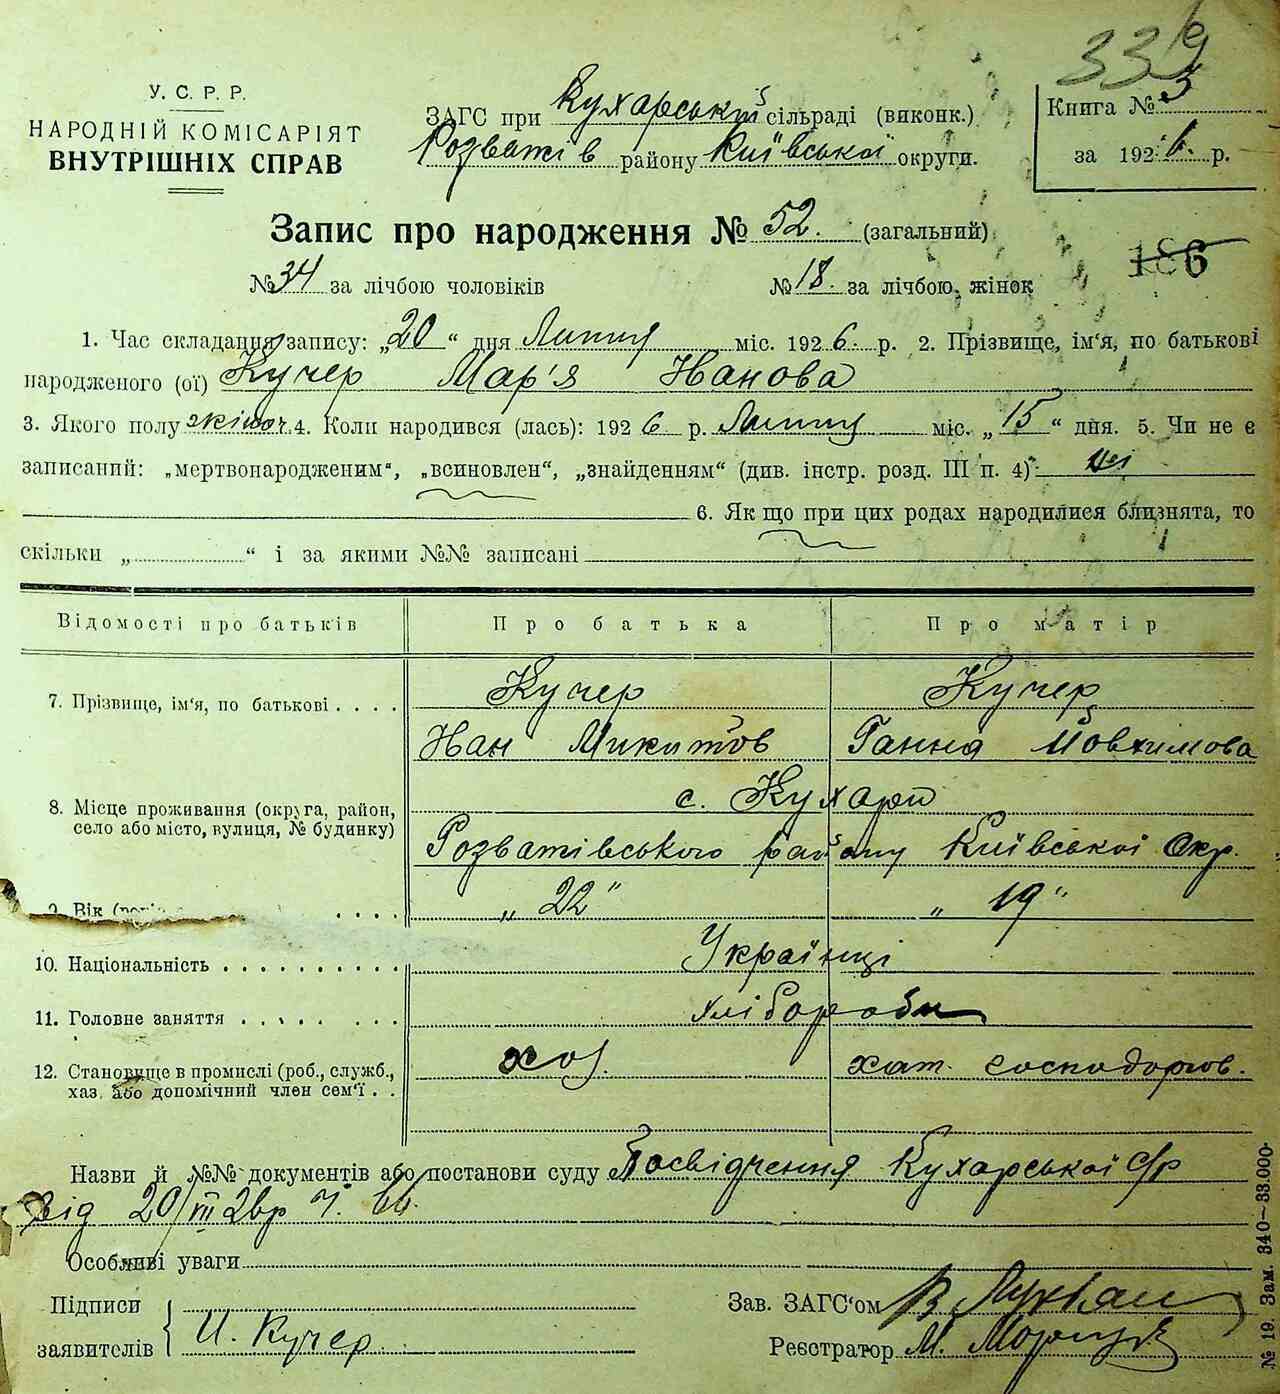 339
У. С. Р. Р.
НАРОДНІЙ КОМІСАРІЯТ
ВНУТРІШНІХ СПРАВ
ЗАГС при Кухарській сільраді (виконк.)
Розватів району Київської округи.
Книга № 3
за 1926 р.
Запис про народження № 52. (загальний)
186
№ 34 за лічбою чоловіків № 18. за лічбою жінок
1. Час складання запису: „20“ дня Липня міс. 1926. р. 2. Прізвище, ім'я, по батькові
народженого (ої) Кучер Мар'я Иванова
3. Якого полу жіноч. 4. Коли народився (лась): 1926 р. Липня міс. „15“ дня. 5. Чи не є
записаний: „мертвонародженим“, „всиновлен“, „знайденням“ (див. інстр. розд. III п. 4) ні
6. Як що при цих родах народилися близнята, то
скільки „ “ і за якими №№ записані
Відомості про батьків Про батька Про матір
7. Прізвище, ім'я, по батькові . . . . Кучер Кучер
Иван Микитов Ганна Йовхимова
8. Місце проживання (округа, район,
село або місто, вулиця, № будинку)
с. Кухари
Розватівського району Київської Окр.
9. Вік . . . . „22“ „19“
10. Національність . . . . . . . . . . Українці
11. Головне заняття . . . . . . . . хлібороби
12. Становище в промислі (роб., служб.,
хаз. або допомічний член сем'ї . .
хоз. хат. господаров.
Назви й №№ документів або постанови суду Посвідчення Кухарської с/р
від 20/VII 26р ч.
Особливі уваги
Підписи
заявителів И. Кучер
Зав. ЗАГС'ом В
Реєстратор М.
№ 19. Зам. 340—33.000